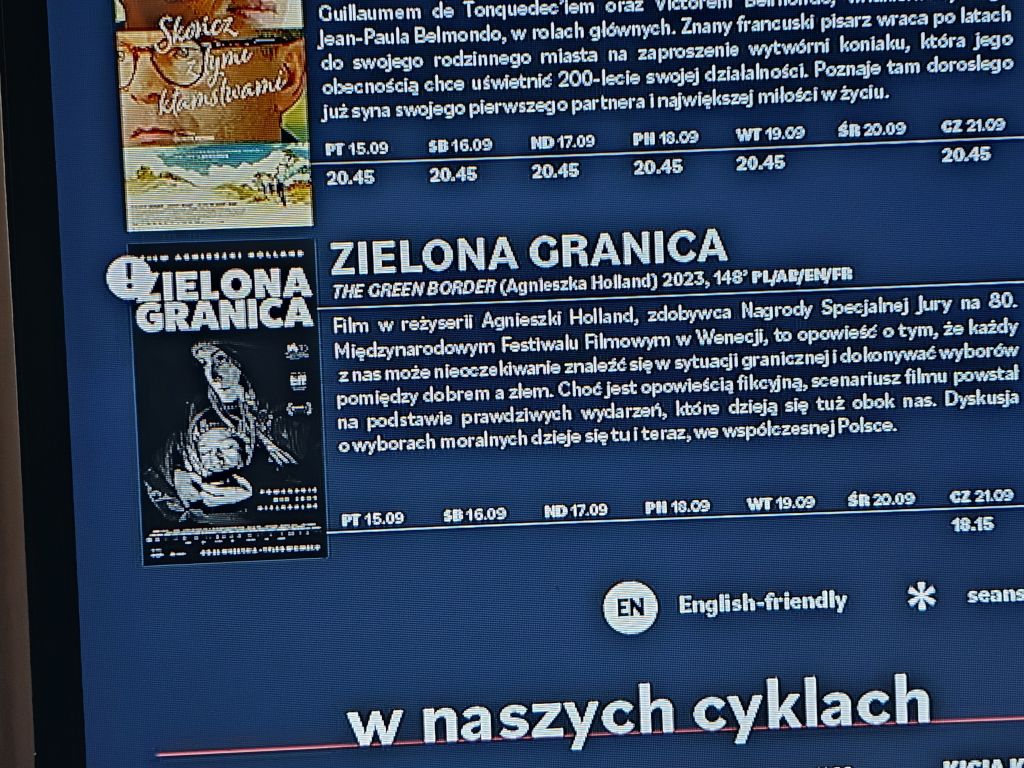 Skończ
z tymi
kłamstwami
Guillaumem de Tonquedec'lem oraz Victorem Belmondo,
Jean-Paula Belmondo, w rolach głównych. Znany francuski pisarz wraca po latach
do swojego rodzinnego miasta na zaproszenie wytwórni koniaku, która jego
obecnością chce uświetnić 200-lecie swojej działalności. Poznaje tam dorosłego
już syna swojego pierwszego partnera i największej miłości w życiu.
PT 15.09 SB 16.09 ND 17.09 PN 18.09 WT 19.09 ŚR 20.09 CZ 21.09
20.45 20.45 20.45 20.45 20.45 20.45
!
FILM AGNIESZKI HOLLAND
ZIELONA
GRANICA
ZIELONA GRANICA
THE GREEN BORDER (Agnieszka Holland) 2023, 148’ PL/AR/EN/FR
Film w reżyserii Agnieszki Holland, zdobywca Nagrody Specjalnej Jury na 80.
Międzynarodowym Festiwalu Filmowym w Wenecji, to opowieść o tym, że każdy
z nas może nieoczekiwanie znaleźć się w sytuacji granicznej i dokonywać wyborów
pomiędzy dobrem a złem. Choć jest opowieścią fikcyjną, scenariusz filmu powstał
na podstawie prawdziwych wydarzeń, które dzieją się tuż obok nas. Dyskusja
o wyborach moralnych dzieje się tu i teraz, we współczesnej Polsce.
PT 15.09 SB 16.09 ND 17.09 PN 18.09 WT 19.09 ŚR 20.09 CZ 21.09
18.15
EN English-friendly * seans
w naszych cyklach